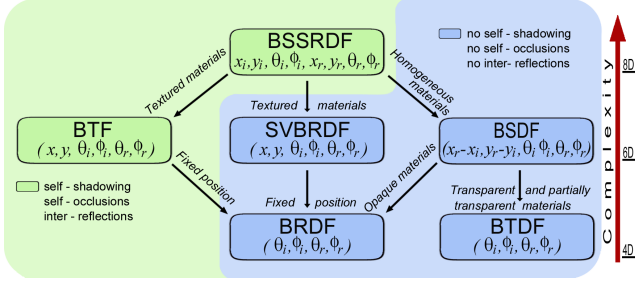 BSSRDF
x_i, y_i, θ_i, ϕ_i, x_r, y_r, θ_r, ϕ_r
no self - shadowing
no self - occlusions
no inter- reflections
Textured materials
Homogeneous
materials
Textured materials
8D
BTF
( x, y, θ_i, ϕ_i, θ_r, ϕ_r )
SVBRDF
( x, y, θ_i, ϕ_i, θ_r, ϕ_r )
BSDF
(x_r-x_i, y_r-y_i, θ_i ϕ_i, θ_r, ϕ_r)
6D
Complexity
self - shadowing
self - occlusions
inter - reflections
Fixed position
Fixed position
Opaque materials
Transparent and partially
transparent materials
BRDF
( θ_i, ϕ_i, θ_r, ϕ_r )
BTDF
( θ_i, ϕ_i, θ_r, ϕ_r )
4D